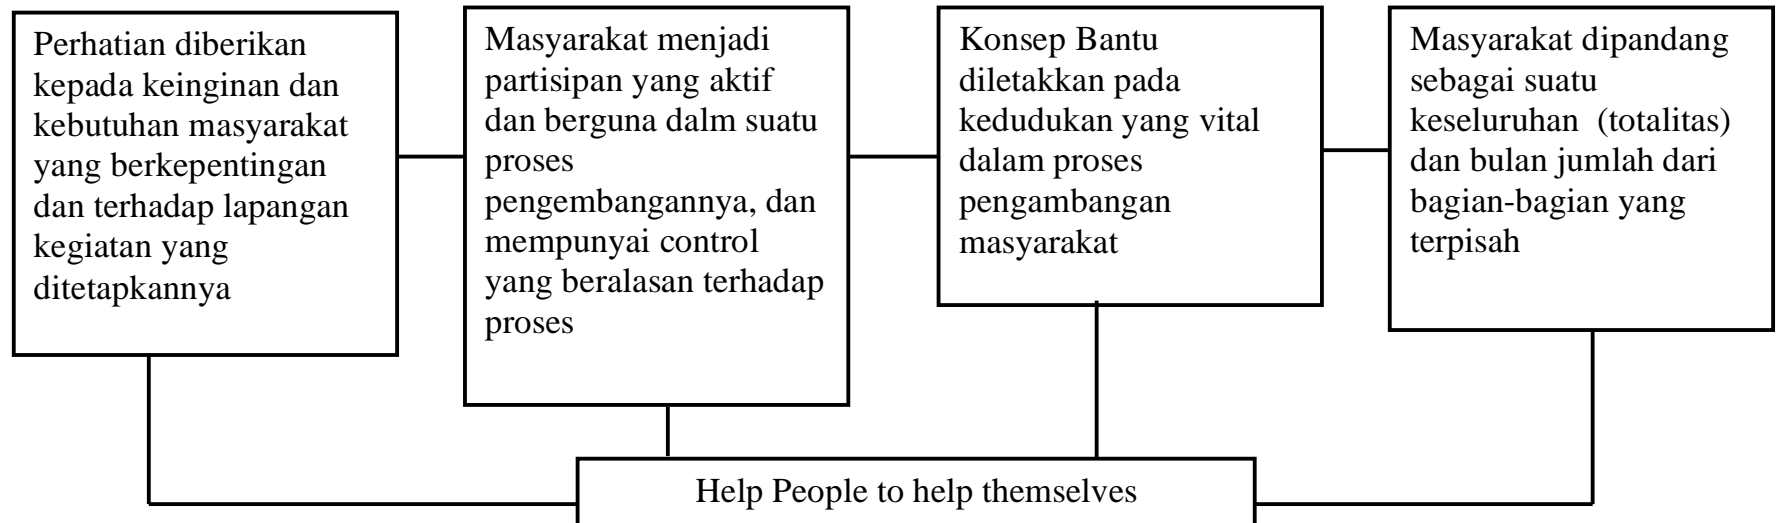 Perhatian diberikan
kepada keinginan dan
kebutuhan masyarakat
yang berkepentingan
dan terhadap lapangan
kegiatan yang
ditetapkannya
Masyarakat menjadi
partisipan yang aktif
dan berguna dalm suatu
proses
pengembangannya, dan
mempunyai control
yang beralasan terhadap
proses
Konsep Bantu
diletakkan pada
kedudukan yang vital
dalam proses
pengambangan
masyarakat
Masyarakat dipandang
sebagai suatu
keseluruhan  (totalitas)
dan bulan jumlah dari
bagian-bagian yang
terpisah
Help People to help themselves